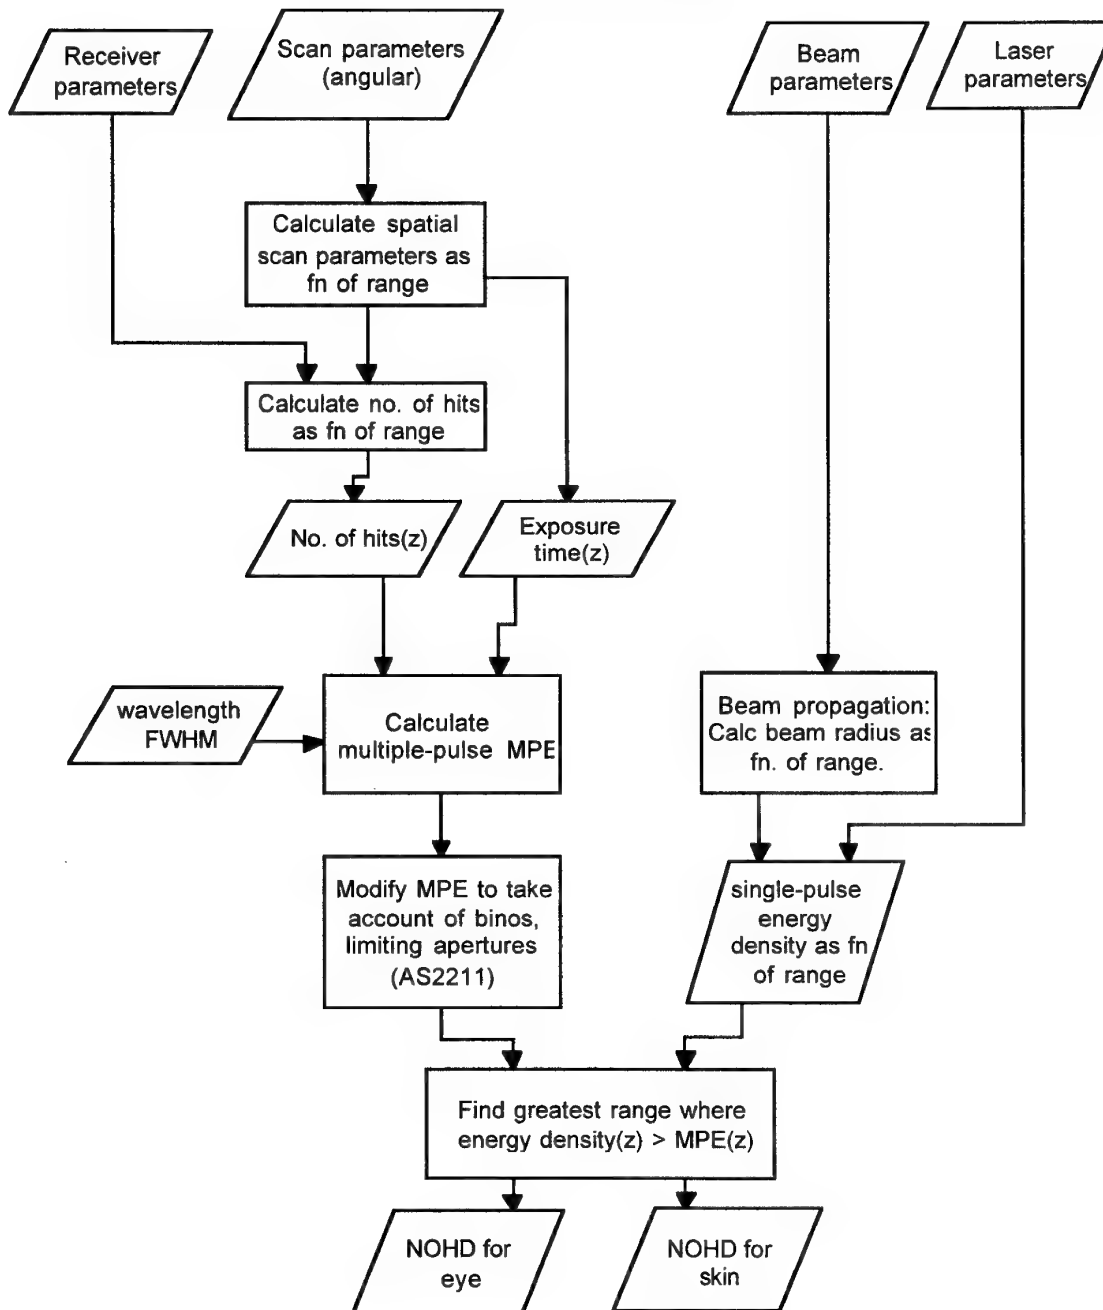 Receiver
parameters
Scan parameters
(angular)
Beam
parameters
Laser
parameters
Calculate spatial
scan parameters as
fn of range
Calculate no. of hits
as fn of range
No. of hits(z)
Exposure
time(z)
wavelength
FWHM
Calculate
multiple-pulse MPE
Beam propagation:
Calc beam radius as
fn. of range.
Modify MPE to take
account of binos,
limiting apertures
(AS2211)
single-pulse
energy
density as fn
of range
Find greatest range where
energy density(z) > MPE(z)
NOHD for
eye
NOHD for
skin